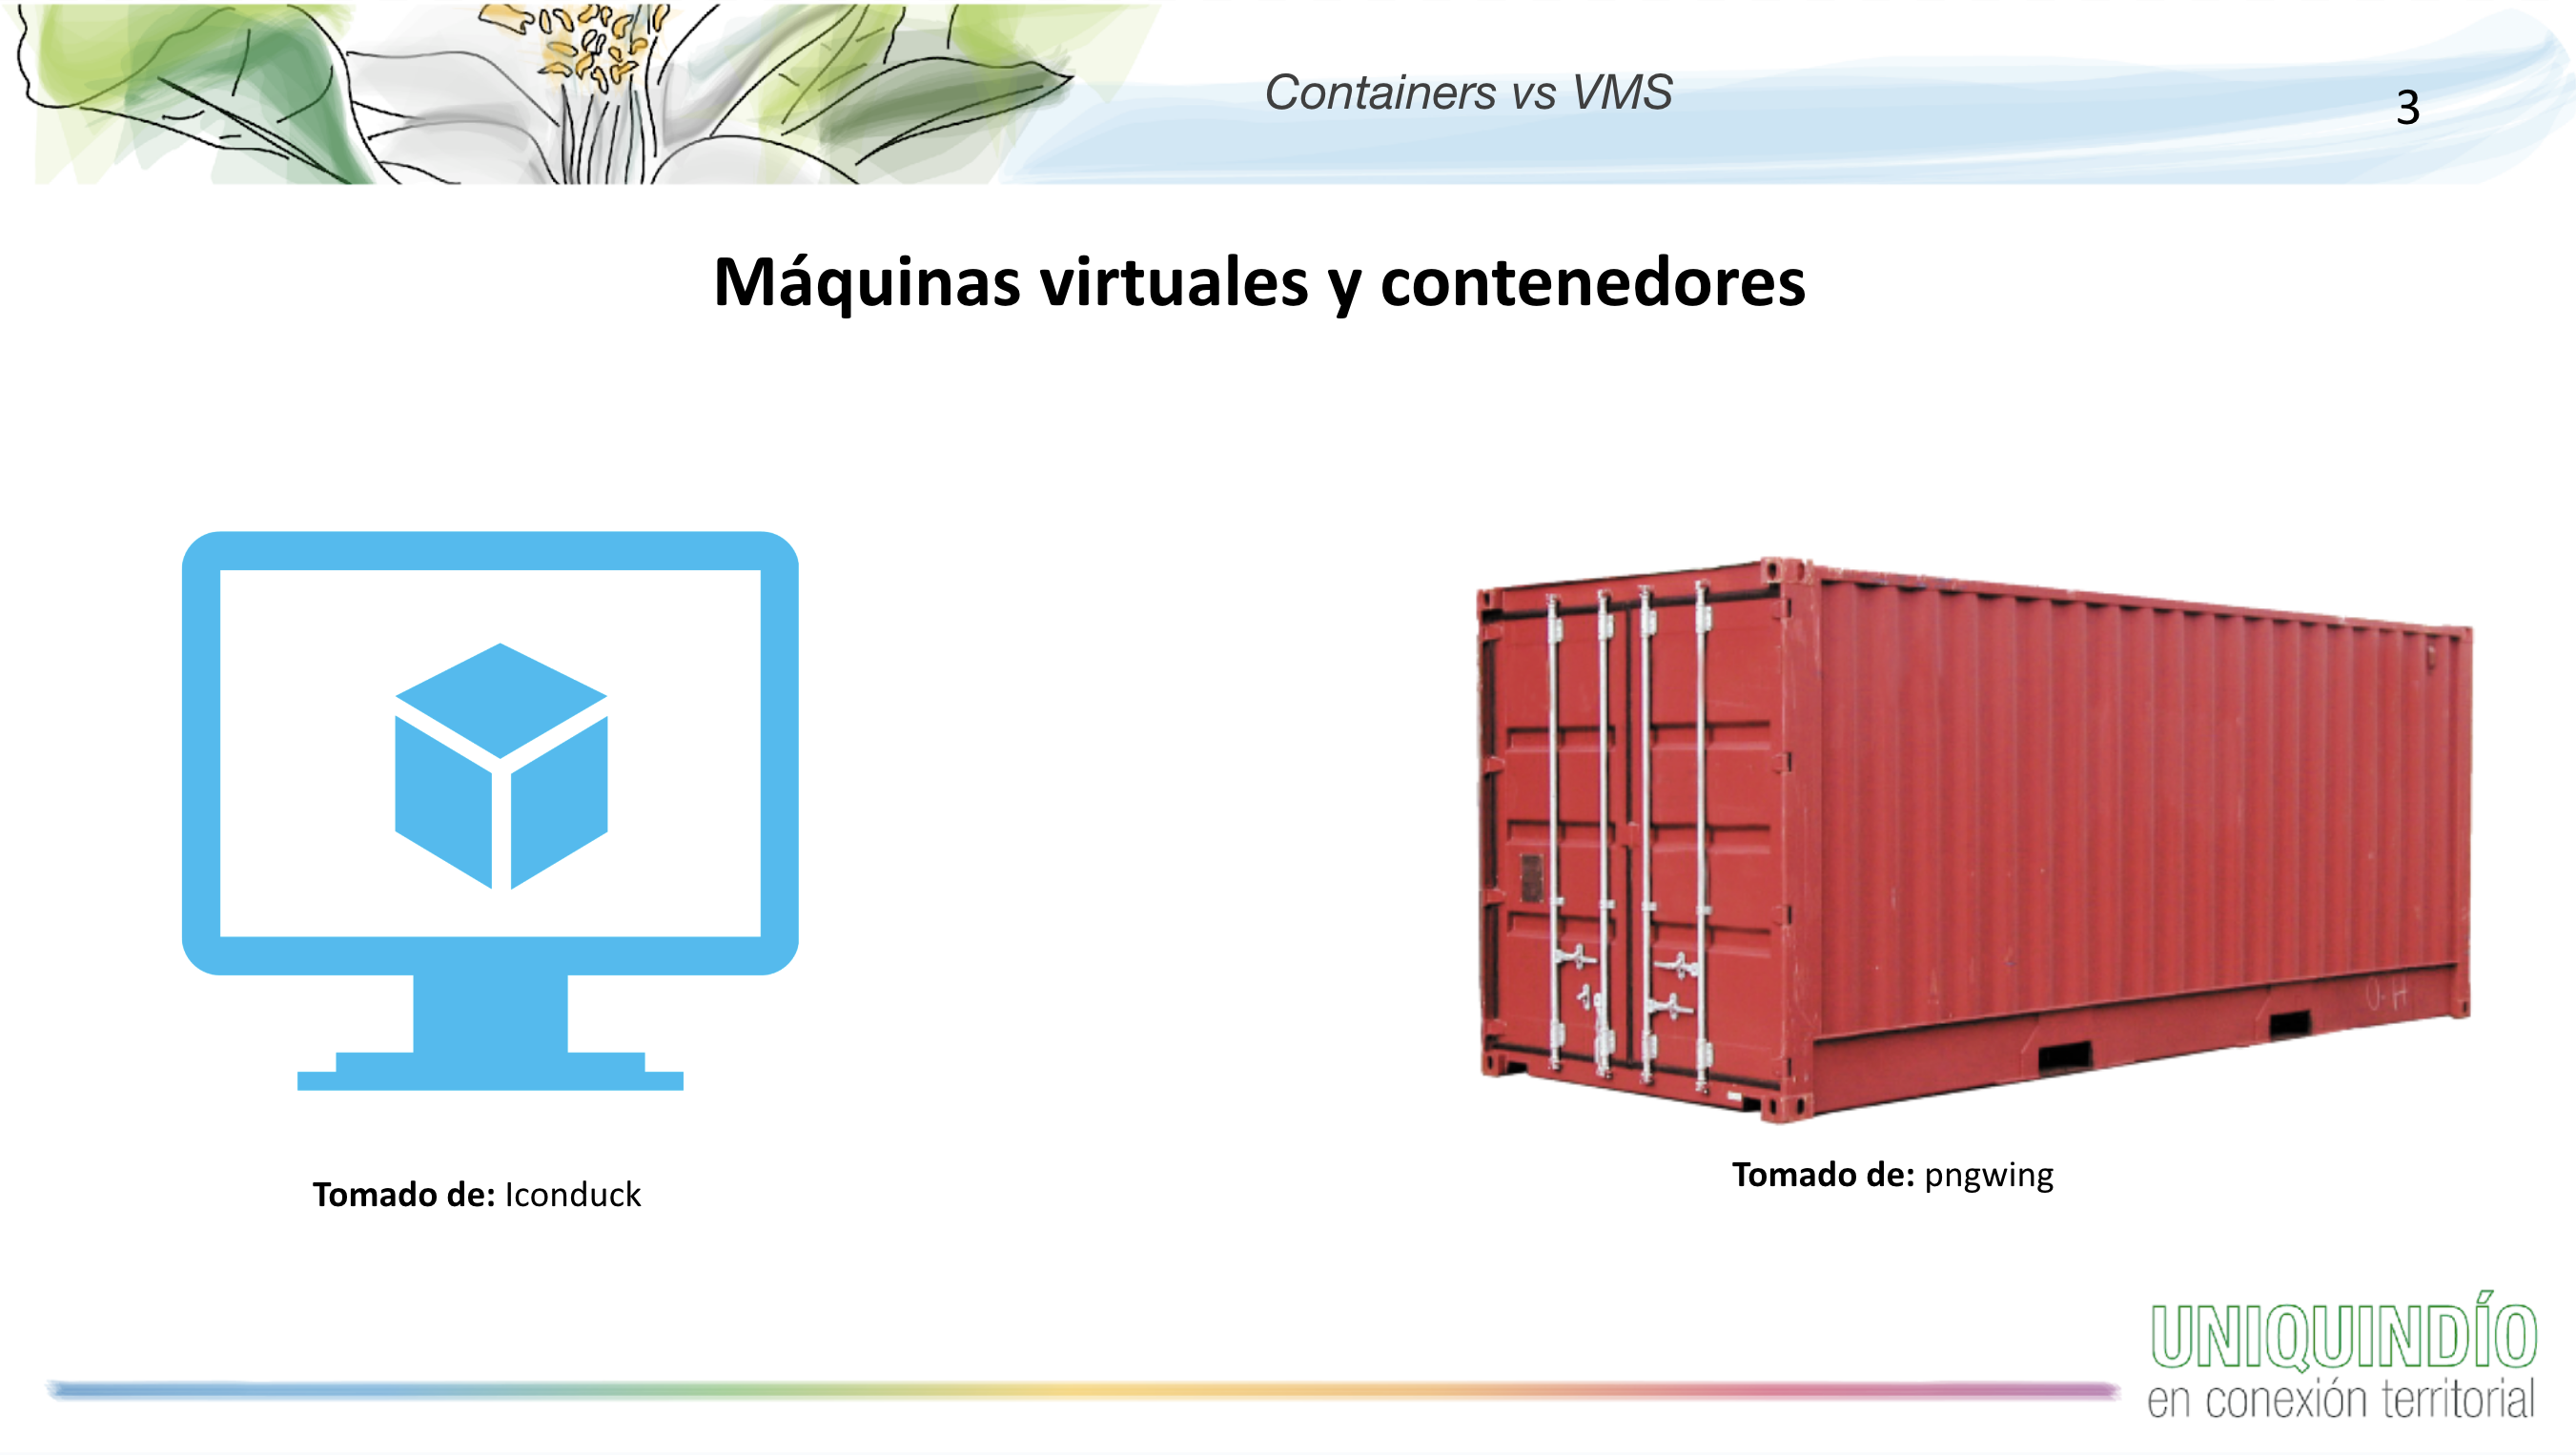 Containers vs VMS
3
Máquinas virtuales y contenedores
Tomado de: Iconduck
Tomado de: pngwing
UNIQUINDÍO
en conexión territorial